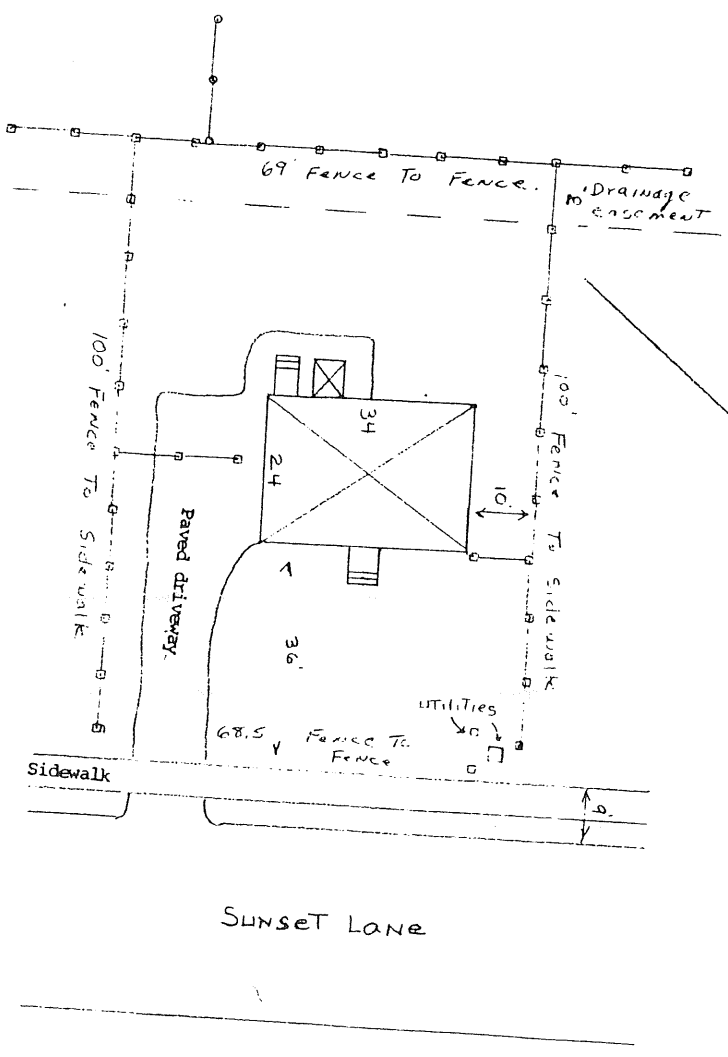 69' Fence To Fence.
Drainage
easement
100' Fence To Sidewalk
34
24
10'
100' Fence To Sidewalk
Paved driveway
36'
UTILITIES
68.5 Fence To
Fence
Sidewalk
9'
SUNSET LANE